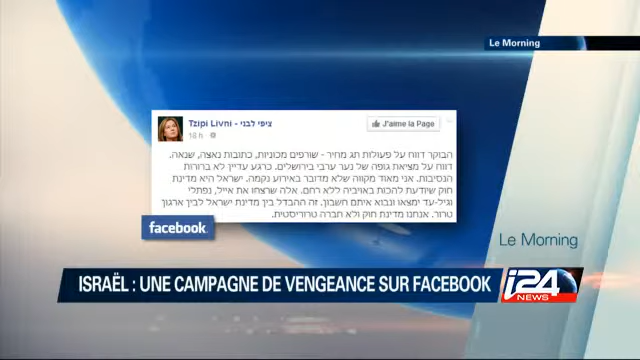 Le Morning
Tzipi Livni - ציפי לבני
J'aime la Page
18 h
הבוקר דווח על פעולות תג מחיר - שורפים מכוניות, כתובות נאצה, שנאה.
דווח על מציאת גופה של נער ערבי בירושלים. כרגע עדיין לא ברורות
הנסיבות. אני מאוד מקווה שלא מדובר באירוע נקמה. ישראל היא מדינת
חוק שיודעת להכות באויביה ללא רחם. אלה שרצחו את אייל, נפתלי
וגיל-עד ימצאו ונבוא איתם חשבון. זה ההבדל בין מדינת ישראל לבין ארגון
טרור. אנחנו מדינת חוק ולא חברה טרוריסטית.
facebook.
Le Morning
ISRAËL : UNE CAMPAGNE DE VENGEANCE SUR FACEBOOK
i24
NEWS